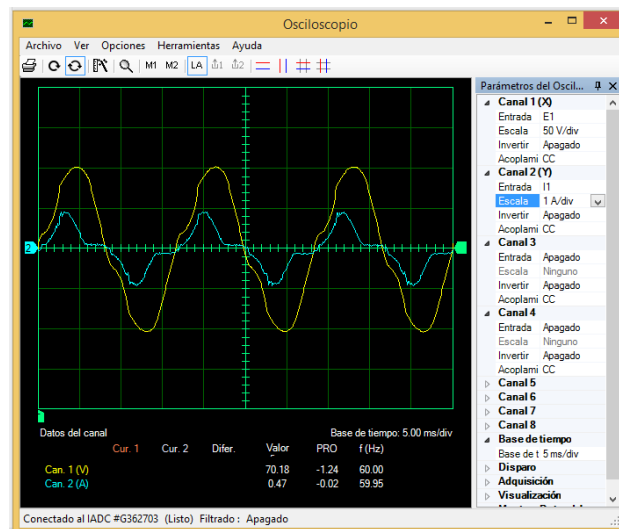 Osciloscopio
Archivo Ver Opciones Herramientas Ayuda
M1 M2 LA
2
Datos del canal
Base de tiempo: 5.00 ms/div
Cur. 1 Cur. 2 Difer. Valor PRO f (Hz)
Can. 1 (V) 70.18 -1.24 60.00
Can. 2 (A) 0.47 -0.02 59.95
Conectado al IADC #G362703 (Listo) Filtrado : Apagado
Parámetros del Oscil...
Canal 1 (X)
Entrada E1
Escala 50 V/div
Invertir Apagado
Acoplami CC
Canal 2 (Y)
Entrada I1
Escala 1 A/div
Invertir Apagado
Acoplami CC
Canal 3
Entrada Apagado
Escala Ninguno
Invertir Apagado
Acoplami CC
Canal 4
Entrada Apagado
Escala Ninguno
Invertir Apagado
Acoplami CC
Canal 5
Canal 6
Canal 7
Canal 8
Base de tiempo
Base de t 5 ms/div
Disparo
Adquisición
Visualización